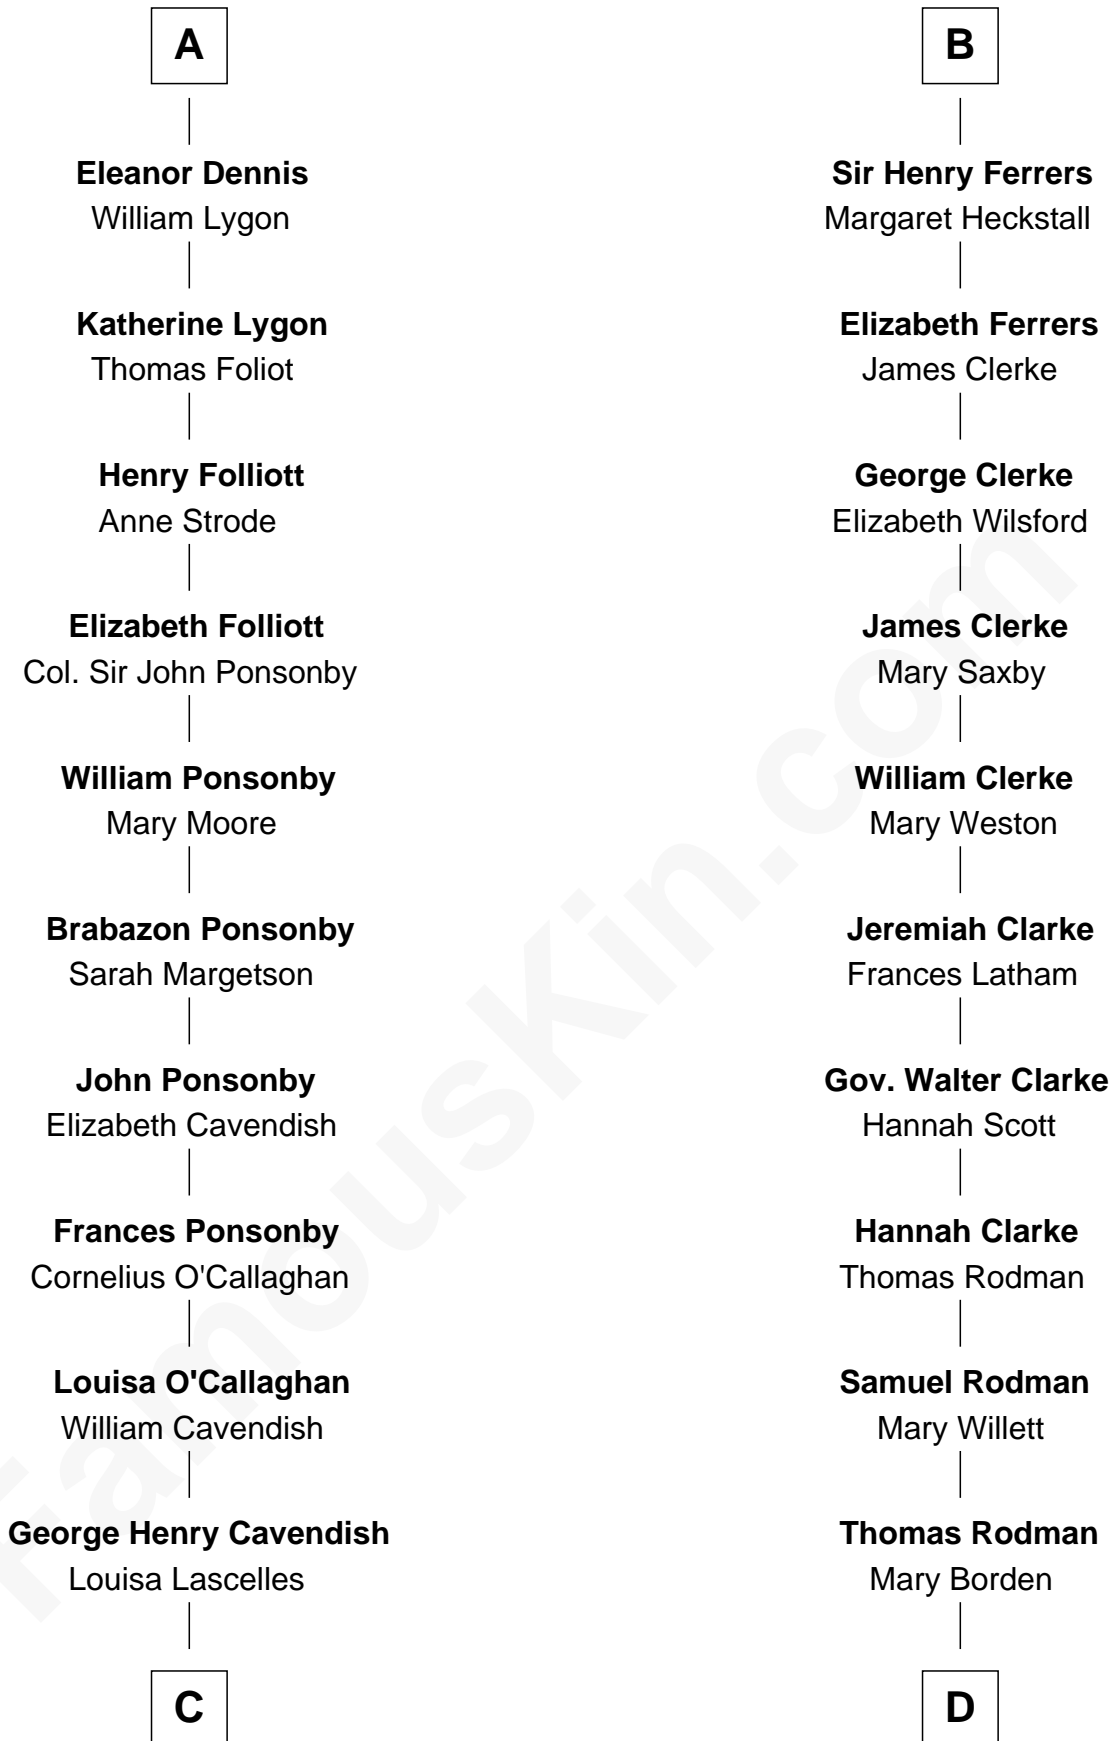 A
Eleanor Dennis
William Lygon
Katherine Lygon
Thomas Foliot
Henry Folliott
Anne Strode
Elizabeth Folliott
Col. Sir John Ponsonby
William Ponsonby
Mary Moore
Brabazon Ponsonby
Sarah Margetson
John Ponsonby
Elizabeth Cavendish
Frances Ponsonby
Cornelius O'Callaghan
Louisa O'Callaghan
William Cavendish
George Henry Cavendish
Louisa Lascelles
C
B
Sir Henry Ferrers
Margaret Heckstall
Elizabeth Ferrers
James Clerke
George Clerke
Elizabeth Wilsford
James Clerke
Mary Saxby
William Clerke
Mary Weston
Jeremiah Clarke
Frances Latham
Gov. Walter Clarke
Hannah Scott
Hannah Clarke
Thomas Rodman
Samuel Rodman
Mary Willett
Thomas Rodman
Mary Borden
D
FamousKin.com